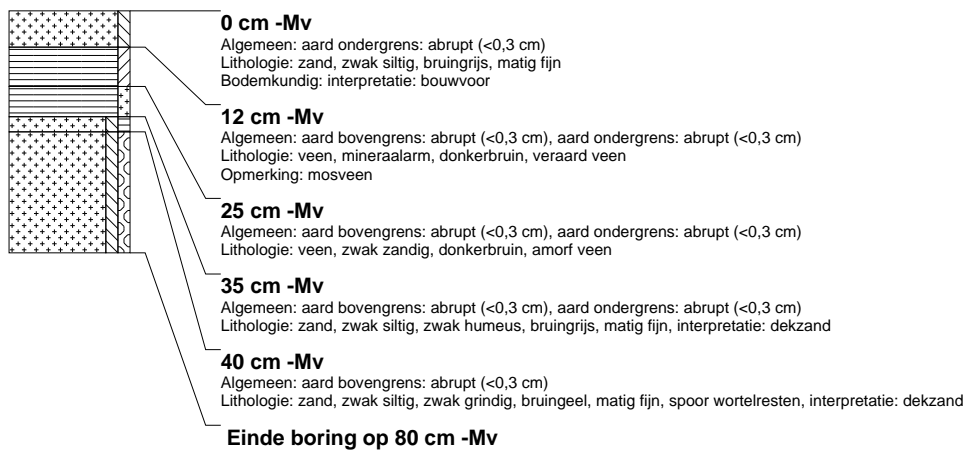 0 cm -Mv
Algemeen: aard ondergrens: abrupt (<0,3 cm)
Lithologie: zand, zwak siltig, bruingrijs, matig fijn
Bodemkundig: interpretatie: bouwvoor
12 cm -Mv
Algemeen: aard bovengrens: abrupt (<0,3 cm), aard ondergrens: abrupt (<0,3 cm)
Lithologie: veen, mineraalarm, donkerbruin, veraard veen
Opmerking: mosveen
25 cm -Mv
Algemeen: aard bovengrens: abrupt (<0,3 cm), aard ondergrens: abrupt (<0,3 cm)
Lithologie: veen, zwak zandig, donkerbruin, amorf veen
35 cm -Mv
Algemeen: aard bovengrens: abrupt (<0,3 cm), aard ondergrens: abrupt (<0,3 cm)
Lithologie: zand, zwak siltig, zwak humeus, bruingrijs, matig fijn, interpretatie: dekzand
40 cm -Mv
Algemeen: aard bovengrens: abrupt (<0,3 cm)
Lithologie: zand, zwak siltig, zwak grindig, bruingeel, matig fijn, spoor wortelresten, interpretatie: dekzand
Einde boring op 80 cm -Mv